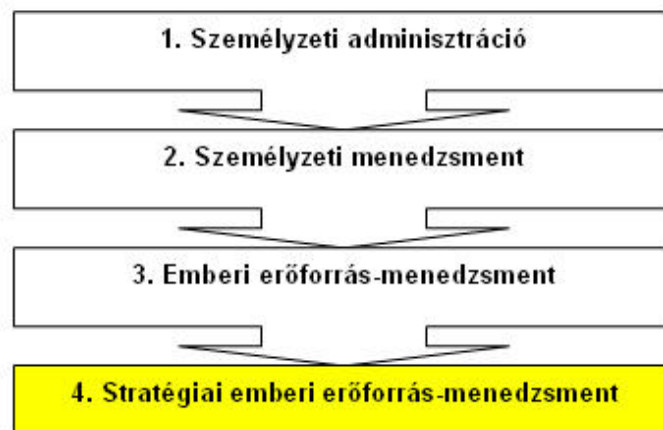 1. Személyzeti adminisztráció
2. Személyzeti menedzsment
3. Emberi erőforrás-menedzsment
4. Stratégiai emberi erőforrás-menedzsment